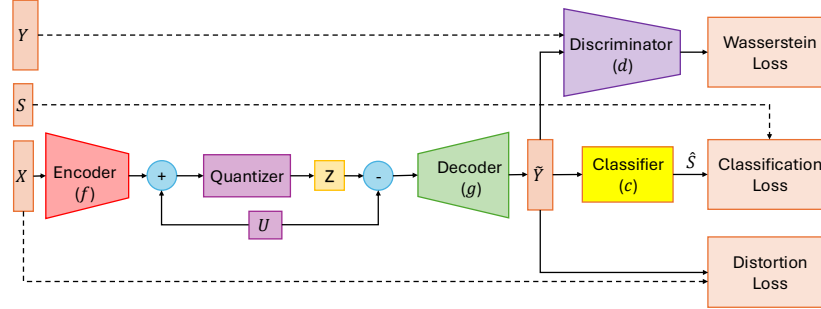 Y
Discriminator
(d)
Wasserstein
Loss
S
X
Encoder
(f)
+
Quantizer
Z
-
Decoder
(g)
Ỹ
Classifier
(c)
Ŝ
Classification
Loss
U
Distortion
Loss